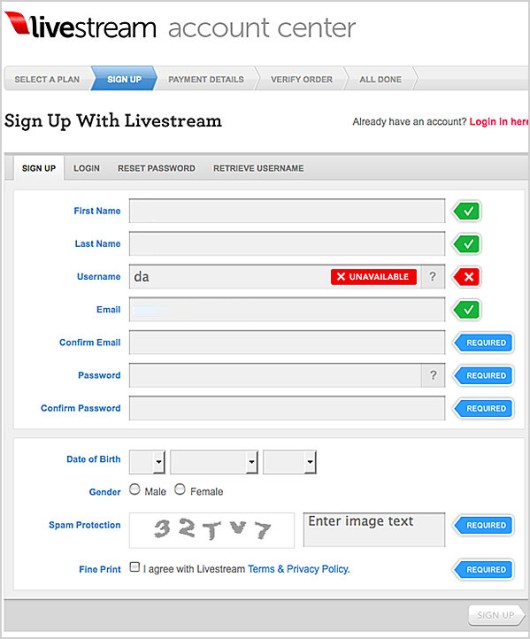 livestream account center
SELECT A PLAN SIGN UP PAYMENT DETAILS VERIFY ORDER ALL DONE
Sign Up With Livestream
Already have an account? Login in here
SIGN UP LOGIN RESET PASSWORD RETRIEVE USERNAME
First Name
Last Name
Username da UNAVAILABLE ?
Email
Confirm Email REQUIRED
Password ? REQUIRED
Confirm Password REQUIRED
Date of Birth
Gender Male Female
Spam Protection 32TV7 Enter image text REQUIRED
Fine Print I agree with Livestream Terms & Privacy Policy. REQUIRED
SIGN UP